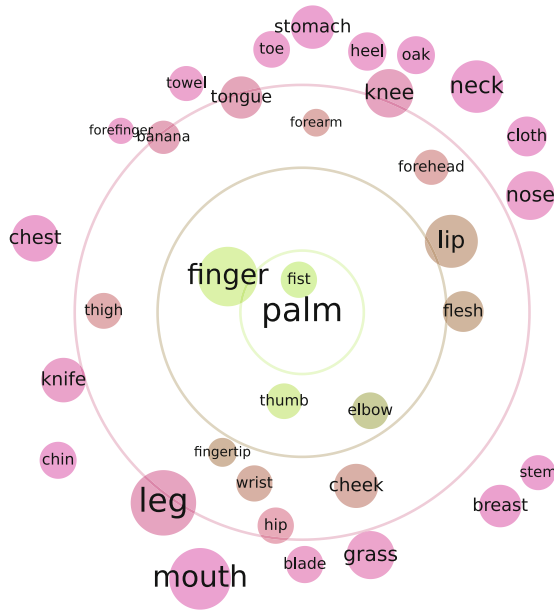 stomach
toe
heel
oak
towel
tongue
knee
neck
forefinger
banana
forearm
cloth
forehead
nose
chest
lip
finger
fist
palm
thigh
flesh
knife
thumb
elbow
fingertip
chin
wrist
cheek
stem
leg
breast
hip
grass
blade
mouth